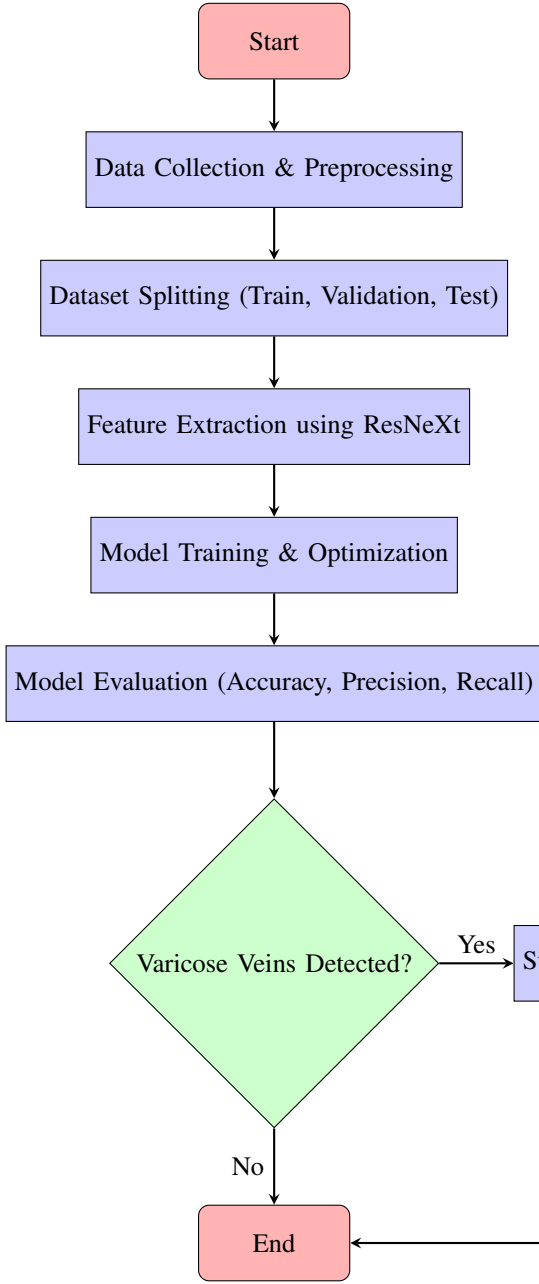 Start
Data Collection & Preprocessing
Dataset Splitting (Train, Validation, Test)
Feature Extraction using ResNeXt
Model Training & Optimization
Model Evaluation (Accuracy, Precision, Recall)
Varicose Veins Detected?
Yes
No
End